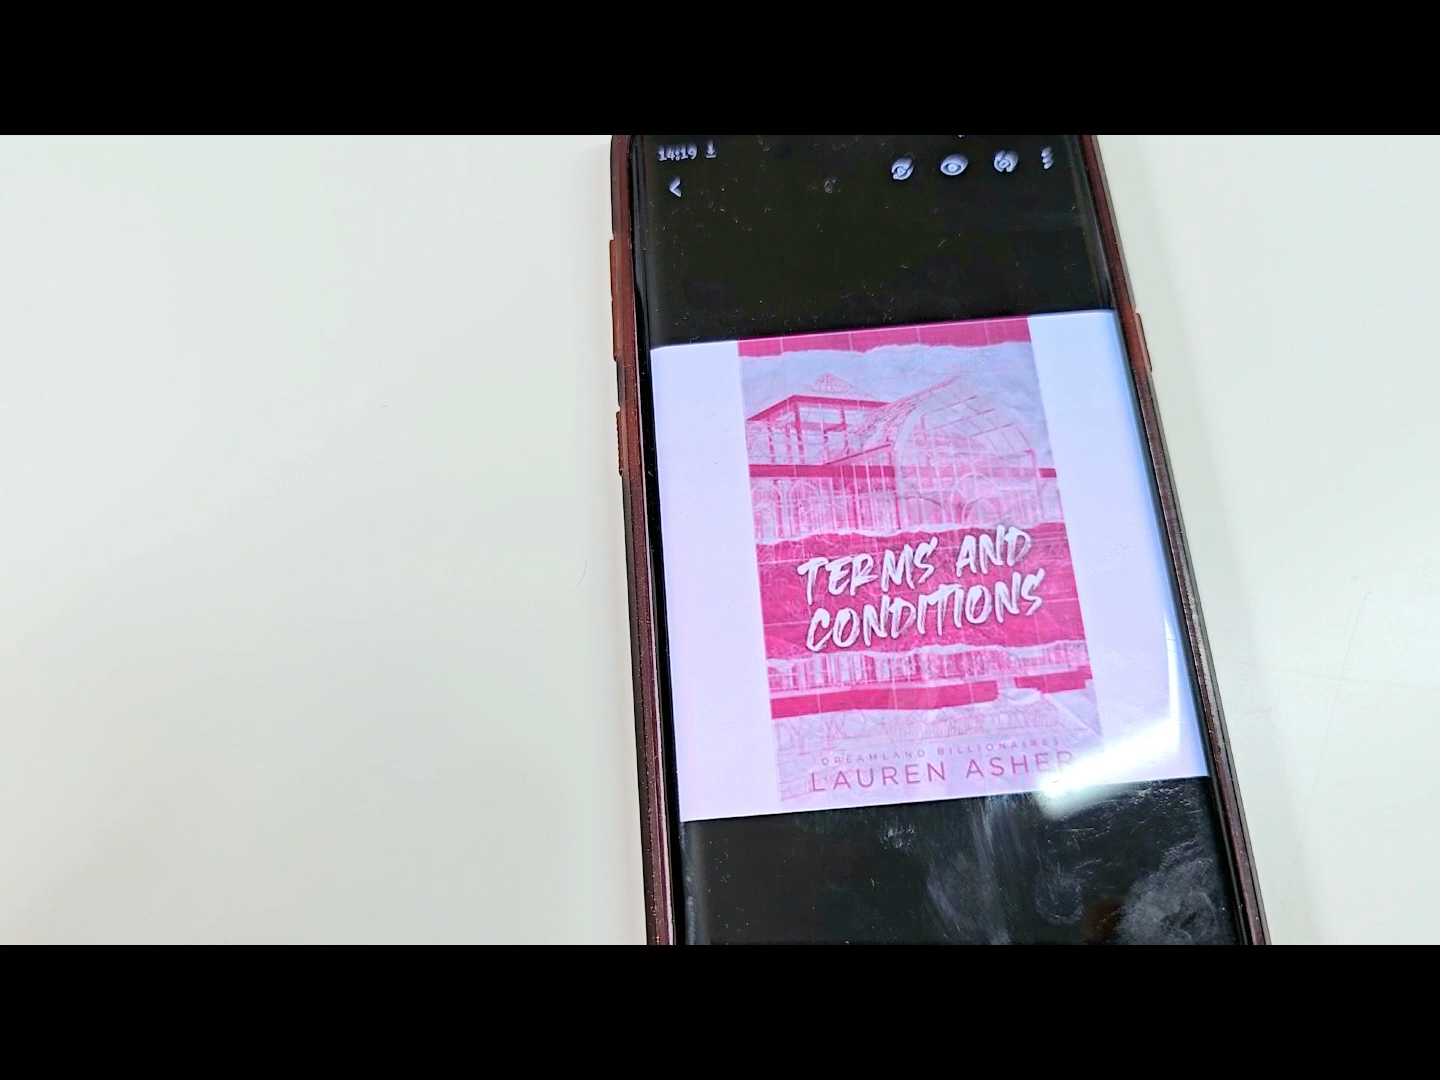 14:19
TERMS AND
CONDITIONS
DREAMLAND BILLIONAIRES
LAUREN ASHER